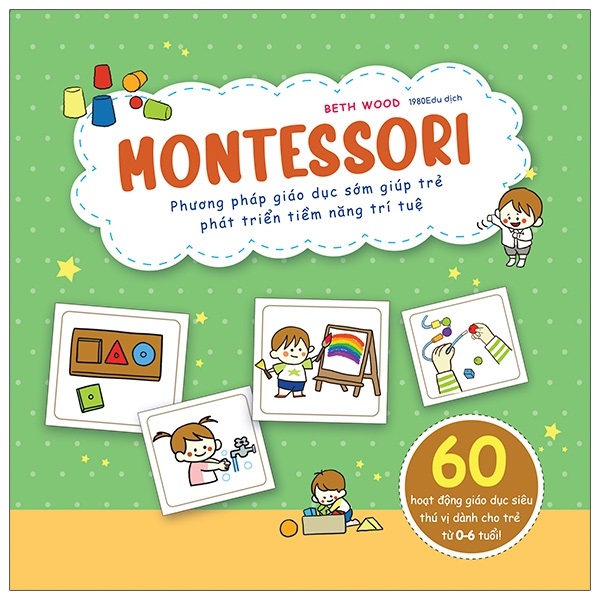 BETH WOOD 1980Edu dịch
MONTESSORI
Phương pháp giáo dục sớm giúp trẻ
phát triển tiềm năng trí tuệ
60
hoạt động giáo dục siêu
thú vị dành cho trẻ
từ 0-6 tuổi!